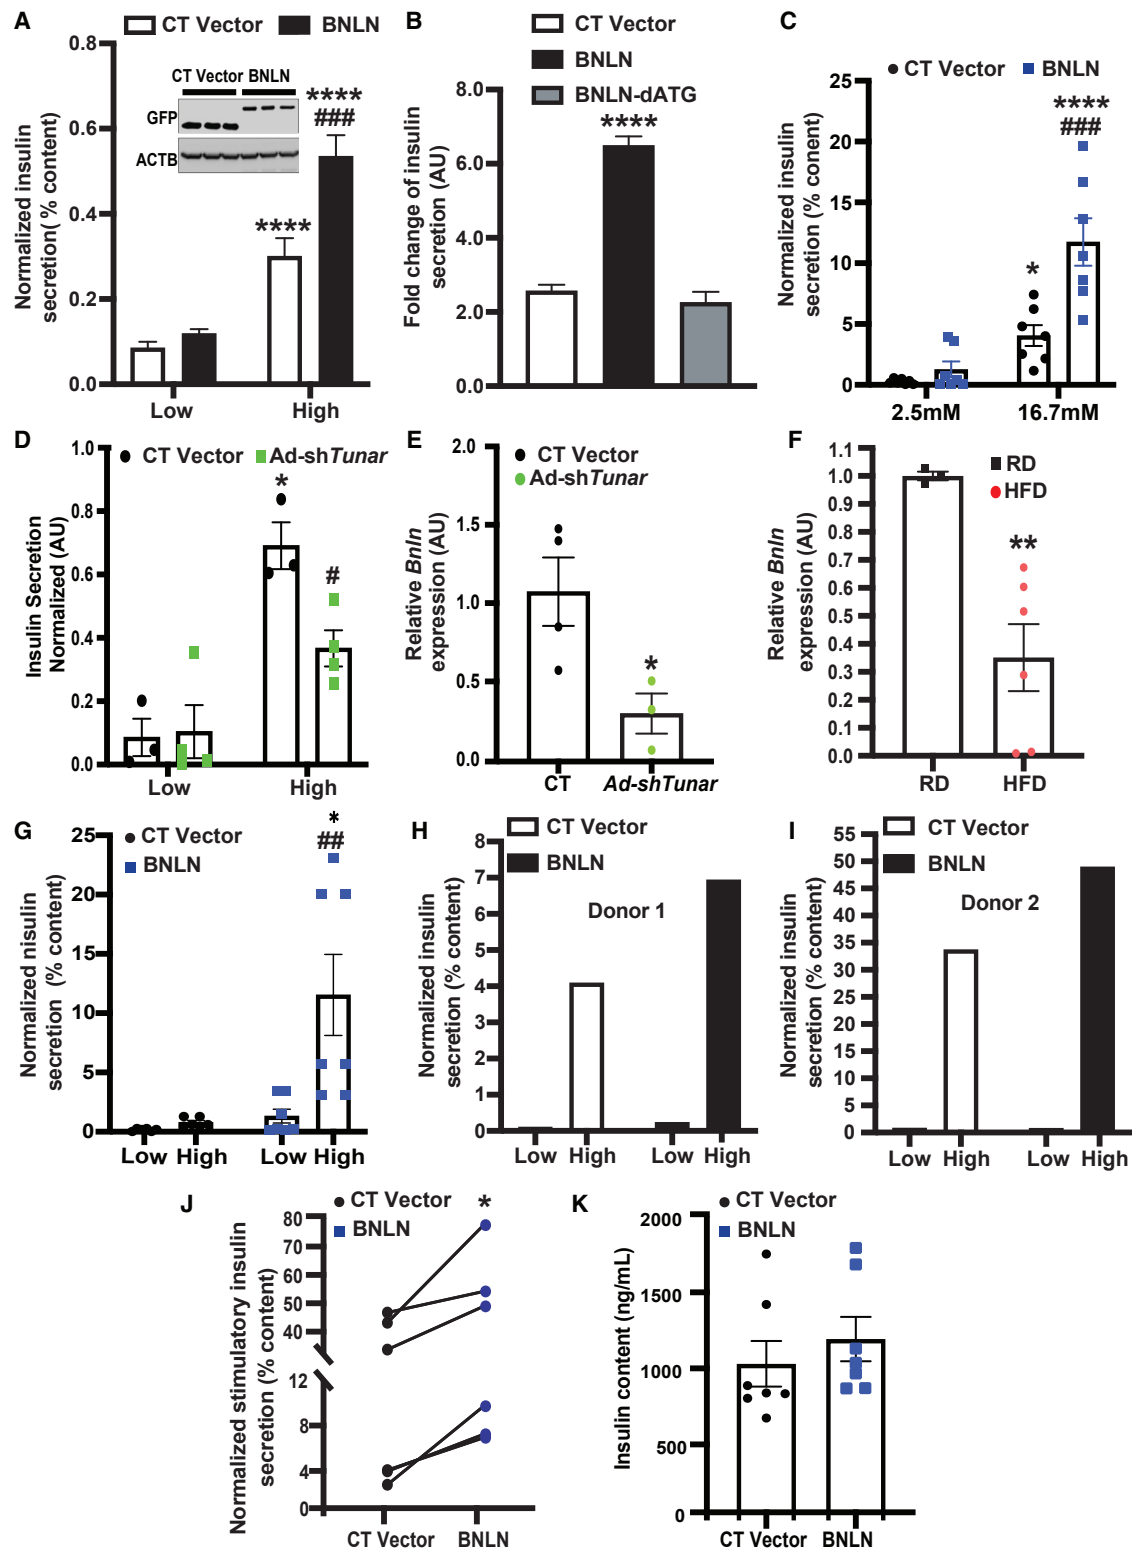 A
CT Vector
BNLN
Normalized insulin
secretion( % content)
0.8
0.6
0.4
0.2
0.0
CT Vector BNLN
GFP
ACTB
****
****
###
Low
High
B
CT Vector
BNLN
BNLN-dATG
Fold change of insulin
secretion (AU)
8.0
6.0
4.0
2.0
0.0
****
C
CT Vector
BNLN
Normalized insulin
secretion (% conent)
25
20
15
10
5
0
*
****
###
2.5mM
16.7mM
D
CT Vector
Ad-shTunar
Insulin Secretion
Normalized (AU)
1.0
0.8
0.6
0.4
0.2
0.0
*
#
Low
High
E
CT Vector
Ad-shTunar
Relative Bnln
expression (AU)
2.0
1.5
1.0
0.5
0.0
*
CT
Ad-shTunar
F
RD
HFD
Relative Bnln
expression (AU)
1.1
1.0
0.9
0.8
0.7
0.6
0.5
0.4
0.3
0.2
0.1
0.0
**
RD
HFD
G
CT Vector
BNLN
Normalized nisulin
secretion (% content)
25
20
15
10
5
0
*
##
Low High
Low High
H
CT Vector
BNLN
Donor 1
Normalized insulin
secretion (% content)
8
7
6
5
4
3
2
1
0
Low High
Low High
I
CT Vector
BNLN
Donor 2
Normalized insulin
secretion (% content)
55
50
45
40
35
30
25
20
15
10
5
0
Low High
Low High
J
CT Vector
BNLN
Normalized stimulatory insulin
secretion (% content)
80
70
60
50
40
12
8
4
0
*
CT Vector
BNLN
K
CT Vector
BNLN
Insulin content (ng/mL)
2000
1500
1000
500
0
CT Vector
BNLN